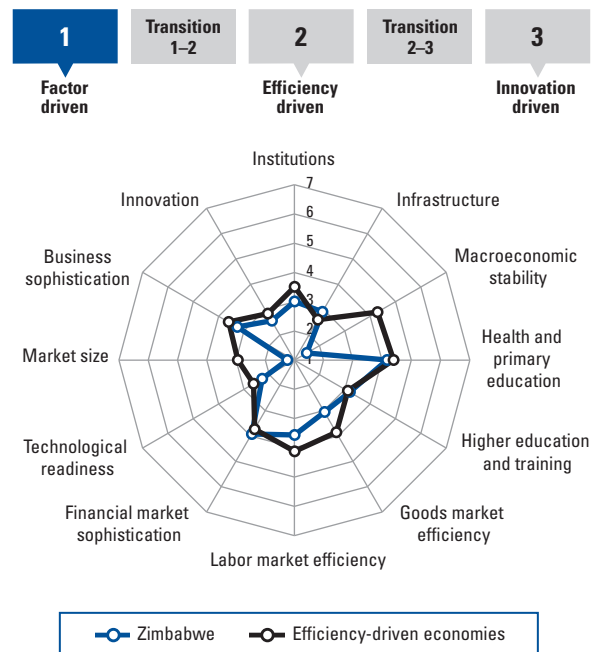 1
Transition
1–2
2
Transition
2–3
3
Factor
driven
Efficiency
driven
Innovation
driven
Institutions
Innovation
Infrastructure
Business
sophistication
Macroeconomic
stability
Market size
Health and
primary
education
Technological
readiness
Higher education
and training
Financial market
sophistication
Goods market
efficiency
Labor market efficiency
7
6
5
4
3
2
1
Zimbabwe
Efficiency-driven economies